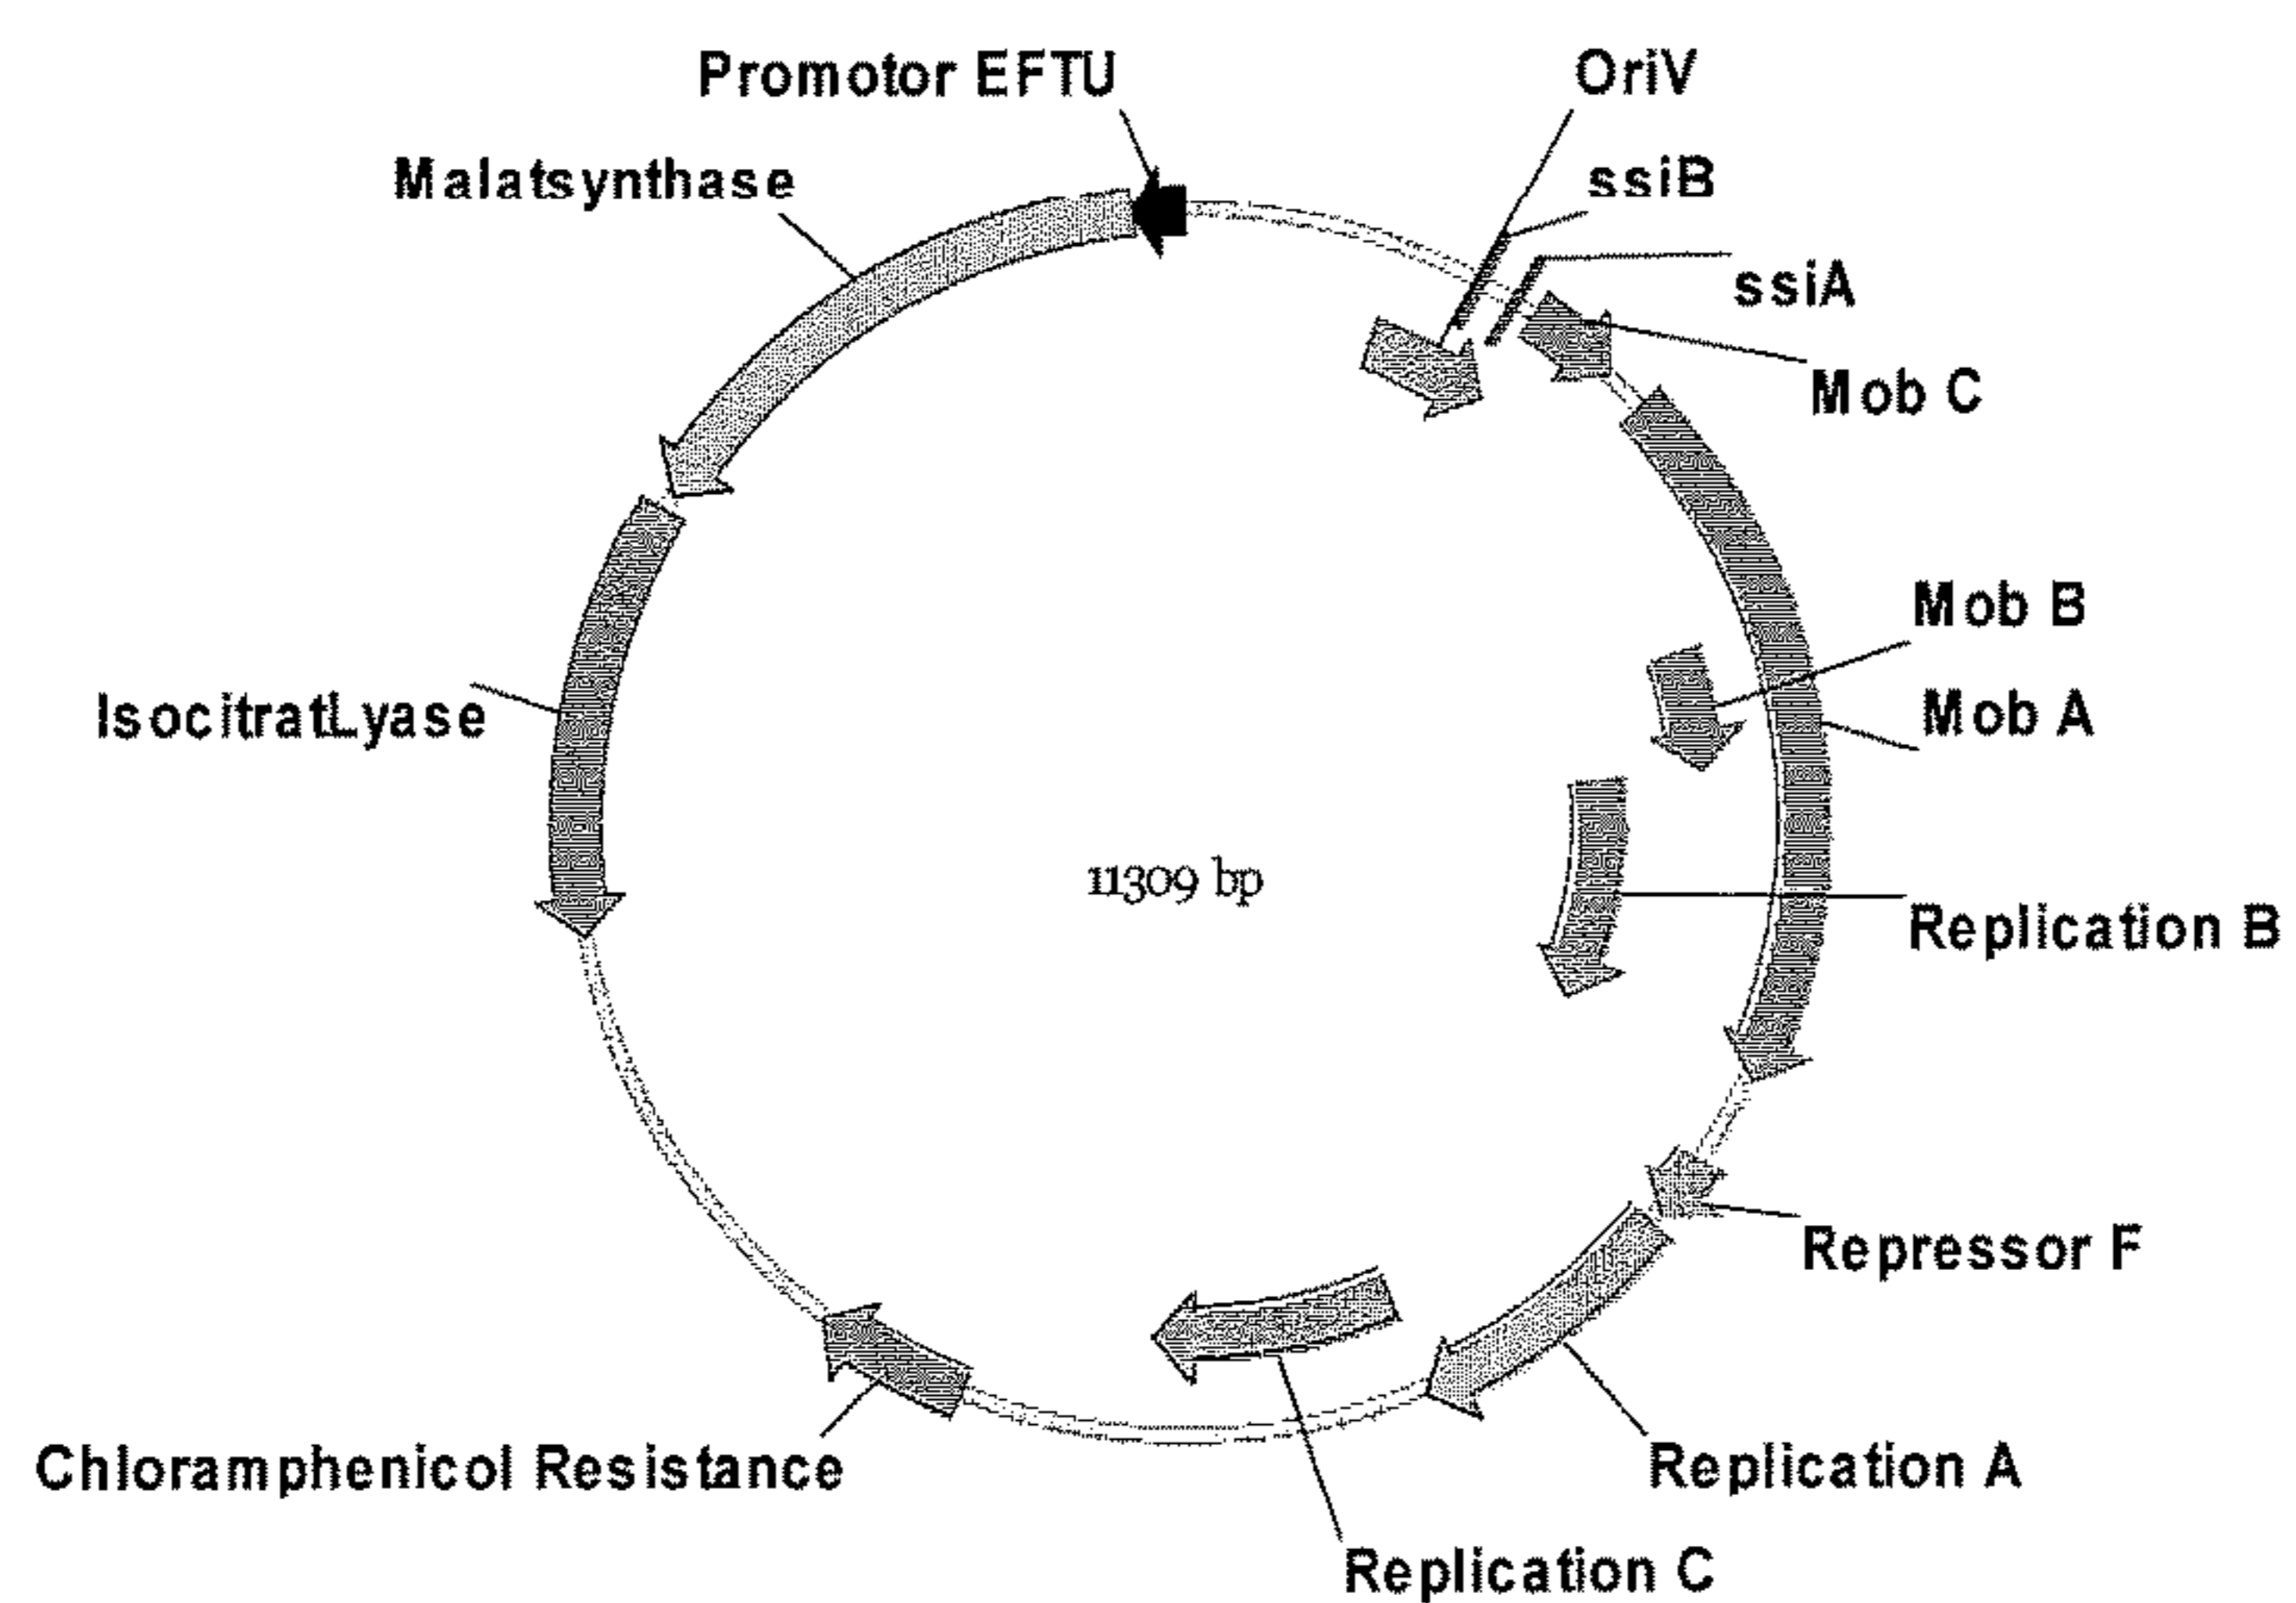 Promotor EFTU
OriV
Malatsynthase
ssiB
ssiA
Mob C
Mob B
IsocitratLyase
Mob A
11309 bp
Replication B
Repressor F
Chloramphenicol Resistance
Replication A
Replication C